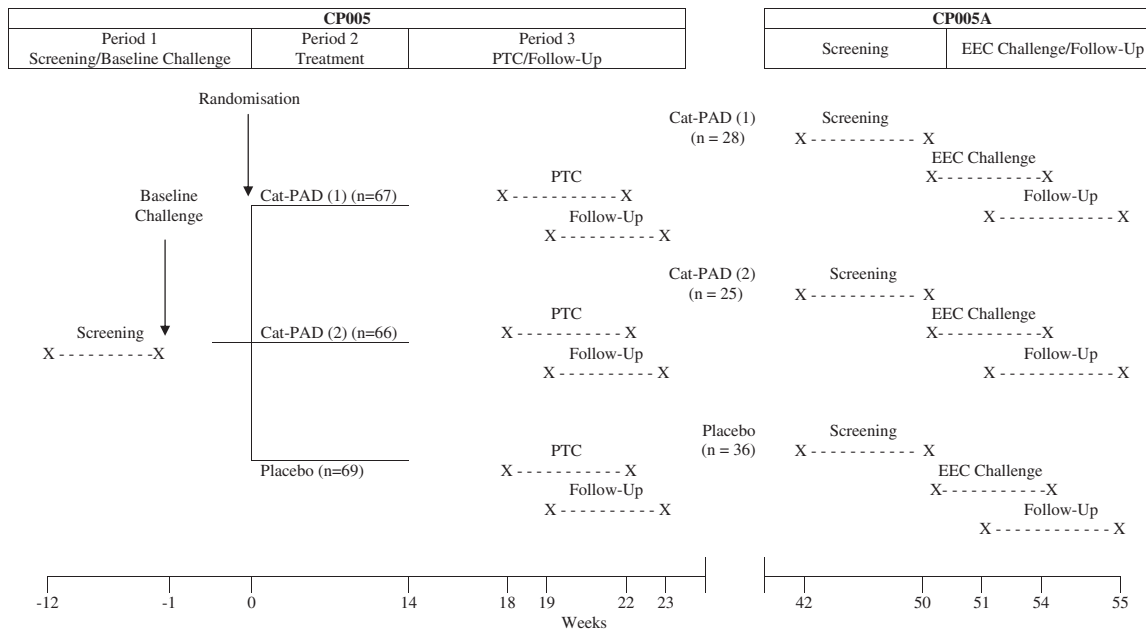 CP005
CP005A
Period 1
Screening/Baseline Challenge
Period 2
Treatment
Period 3
PTC/Follow-Up
Screening
EEC Challenge/Follow-Up
Randomisation
Baseline
Challenge
Screening
X - - - - - - - - - - X
Cat-PAD (1) (n=67)
PTC
X - - - - - - - - - - - X
Follow-Up
X - - - - - - - - - - X
Cat-PAD (2) (n=66)
PTC
X - - - - - - - - - - - X
Follow-Up
X - - - - - - - - - - X
Placebo (n=69)
PTC
X - - - - - - - - - - - X
Follow-Up
X - - - - - - - - - - X
Cat-PAD (1)
(n = 28)
Screening
X - - - - - - - - - - - X
EEC Challenge
X - - - - - - - - - - X
Follow-Up
X - - - - - - - - - - - - X
Cat-PAD (2)
(n = 25)
Screening
X - - - - - - - - - - - X
EEC Challenge
X - - - - - - - - - - X
Follow-Up
X - - - - - - - - - - - - X
Placebo
(n = 36)
Screening
X - - - - - - - - - - - X
EEC Challenge
X - - - - - - - - - - X
Follow-Up
X - - - - - - - - - - - - X
-12 -1 0 14 18 19 22 23 42 50 51 54 55
Weeks